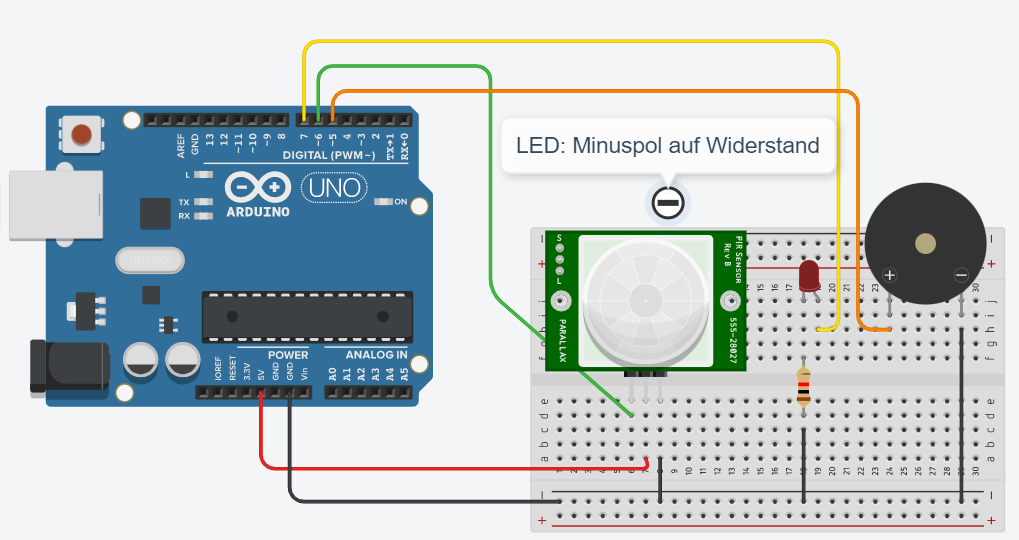 LED: Minuspol auf Widerstand
AREF
GND
13
12
~11
~10
~9
8
7
~6
~5
4
~3
2
TX→1
RX←0
DIGITAL (PWM~)
L
TX
RX
ARDUINO
UNO
ON
POWER
ANALOG IN
IOREF
RESET
3.3V
5V
GND
GND
Vin
A0
A1
A2
A3
A4
A5
S
L
PIR SENSOR
REV B
PARALLAX
555-28027
+ −
− +
− +
j
i
h
g
f
e
d
c
b
a
− +
− +